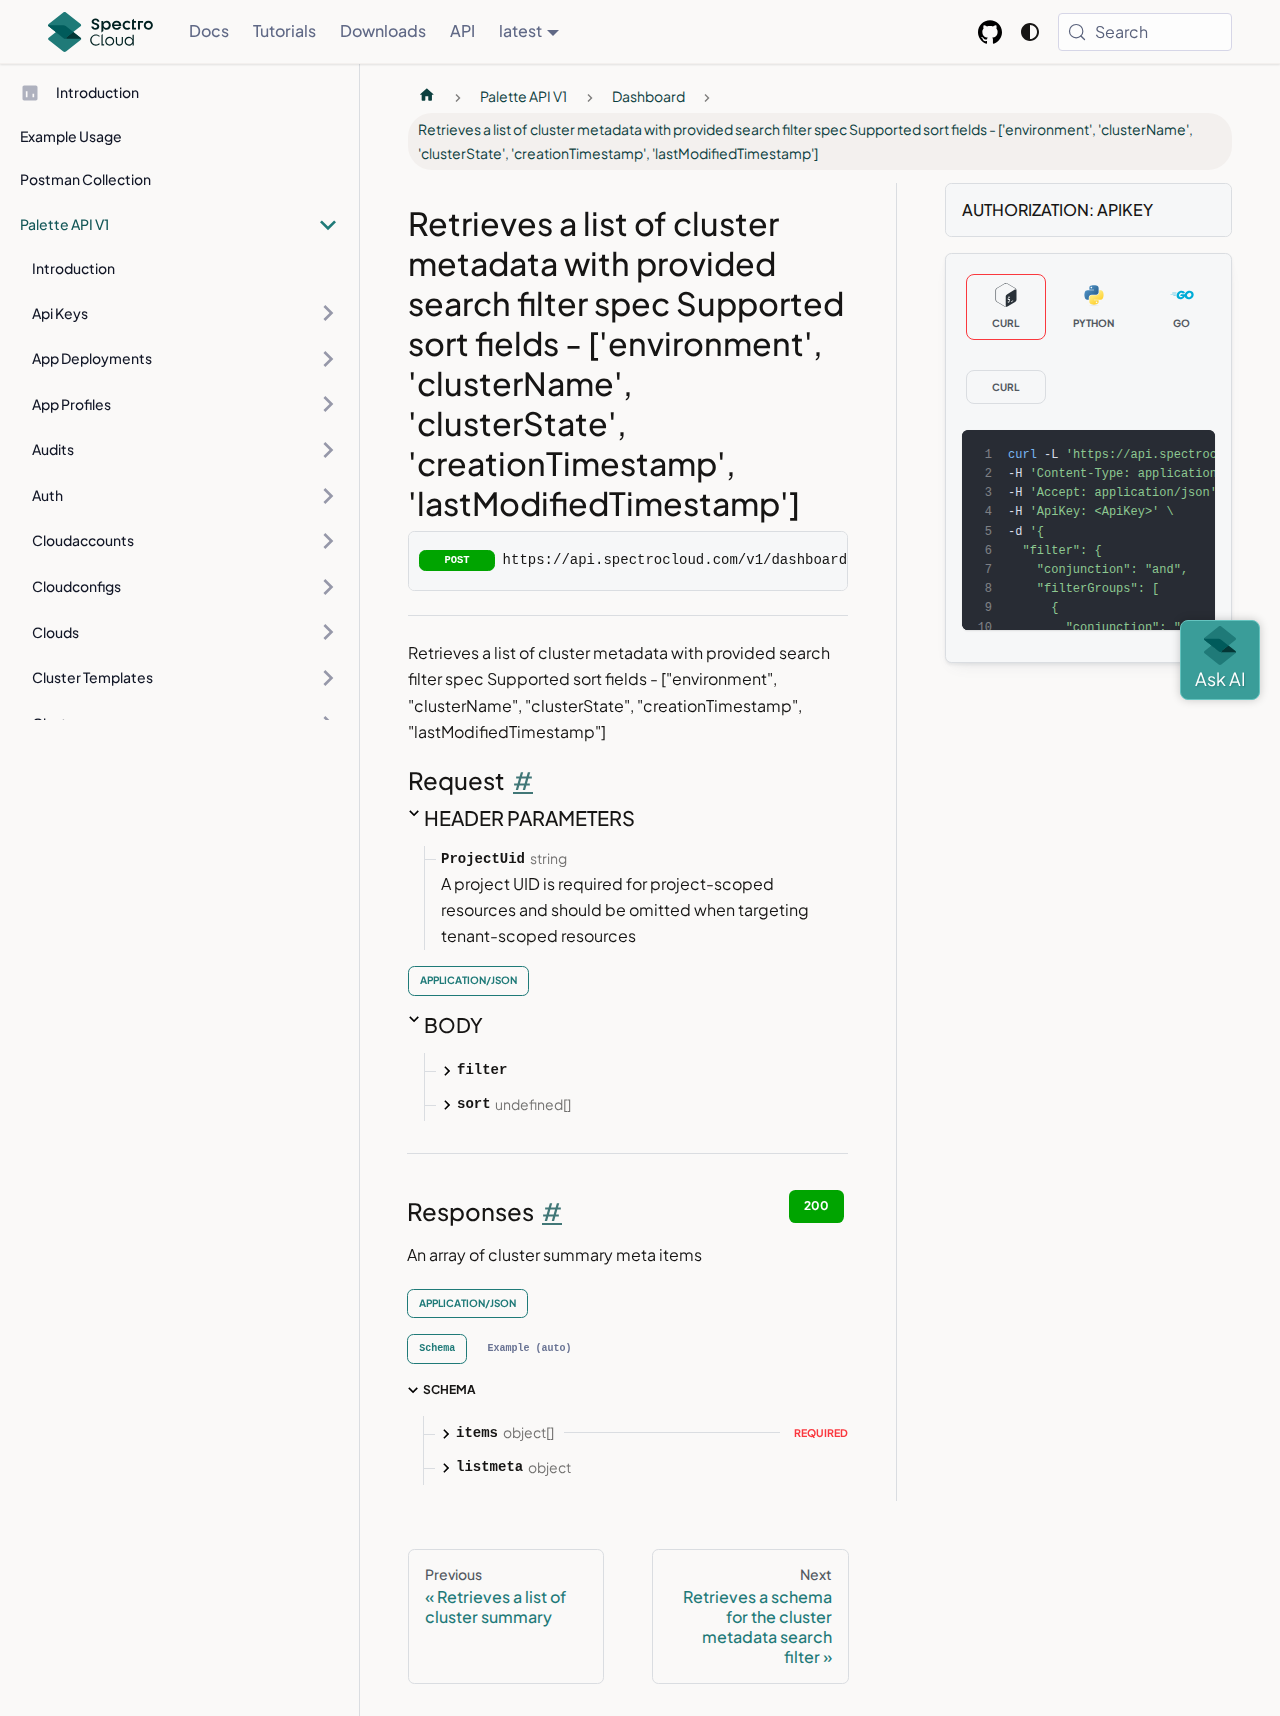 Spectro
Cloud
Docs
Tutorials
Downloads
API
latest
Search
Introduction
Example Usage
Postman Collection
Palette API V1
Introduction
Api Keys
App Deployments
App Profiles
Audits
Auth
Cloudaccounts
Cloudconfigs
Clouds
Cluster Templates
Palette API V1
Dashboard
Retrieves a list of cluster metadata with provided search filter spec Supported sort fields - ['environment', 'clusterName',
'clusterState', 'creationTimestamp', 'lastModifiedTimestamp']
Retrieves a list of cluster
metadata with provided
search filter spec Supported
sort fields - ['environment',
'clusterName',
'clusterState',
'creationTimestamp',
'lastModifiedTimestamp']
POST https://api.spectrocloud.com/v1/dashboard
Retrieves a list of cluster metadata with provided search
filter spec Supported sort fields - ["environment",
"clusterName", "clusterState", "creationTimestamp",
"lastModifiedTimestamp"]
Request #
HEADER PARAMETERS
ProjectUid string
A project UID is required for project-scoped
resources and should be omitted when targeting
tenant-scoped resources
APPLICATION/JSON
BODY
filter
sort undefined[]
Responses #
200
An array of cluster summary meta items
APPLICATION/JSON
Schema
Example (auto)
SCHEMA
items object[] REQUIRED
listmeta object
Previous
« Retrieves a list of
cluster summary
Next
Retrieves a schema
for the cluster
metadata search
filter »
AUTHORIZATION: APIKEY
CURL
PYTHON
GO
CURL
1 curl -L 'https://api.spectroc
2 -H 'Content-Type: application
3 -H 'Accept: application/json'
4 -H 'ApiKey: <ApiKey>' \
5 -d '{
6 "filter": {
7 "conjunction": "and",
8 "filterGroups": [
9 {
10 "conjunction": "
Ask AI